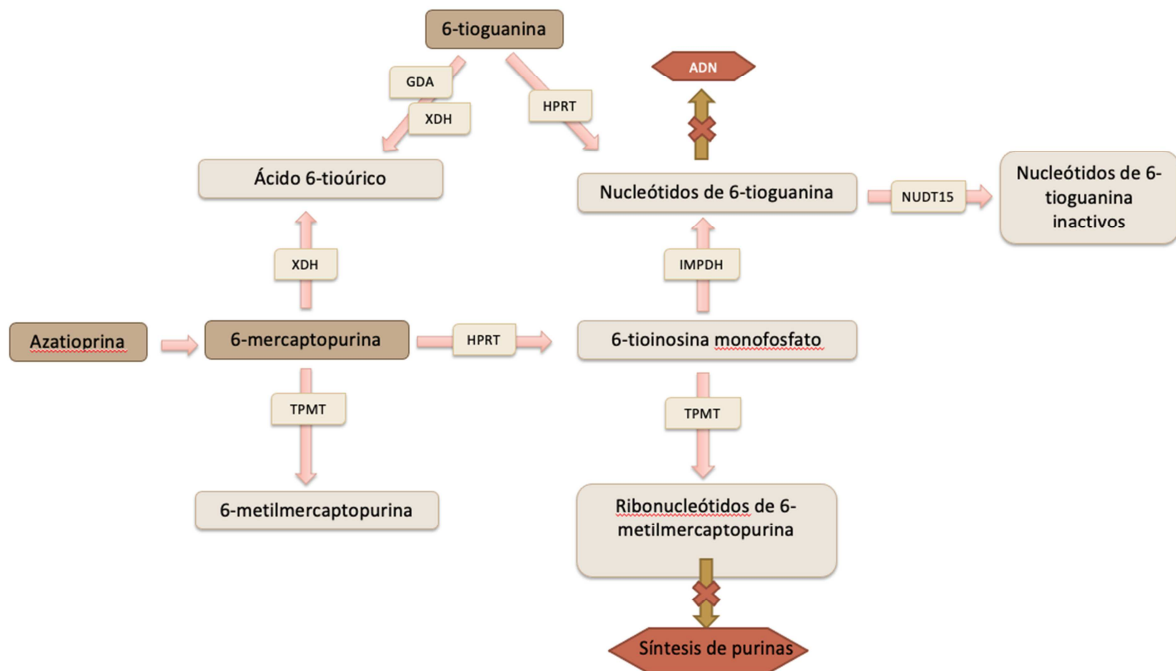 6-tioguanina
ADN
GDA
XDH
HPRT
Ácido 6-tioúrico
Nucleótidos de 6-tioguanina
NUDT15
Nucleótidos de 6-
tioguanina
inactivos
XDH
IMPDH
Azatioprina
6-mercaptopurina
HPRT
6-tioinosina monofosfato
TPMT
TPMT
6-metilmercaptopurina
Ribonucleótidos de 6-
metilmercaptopurina
Síntesis de purinas